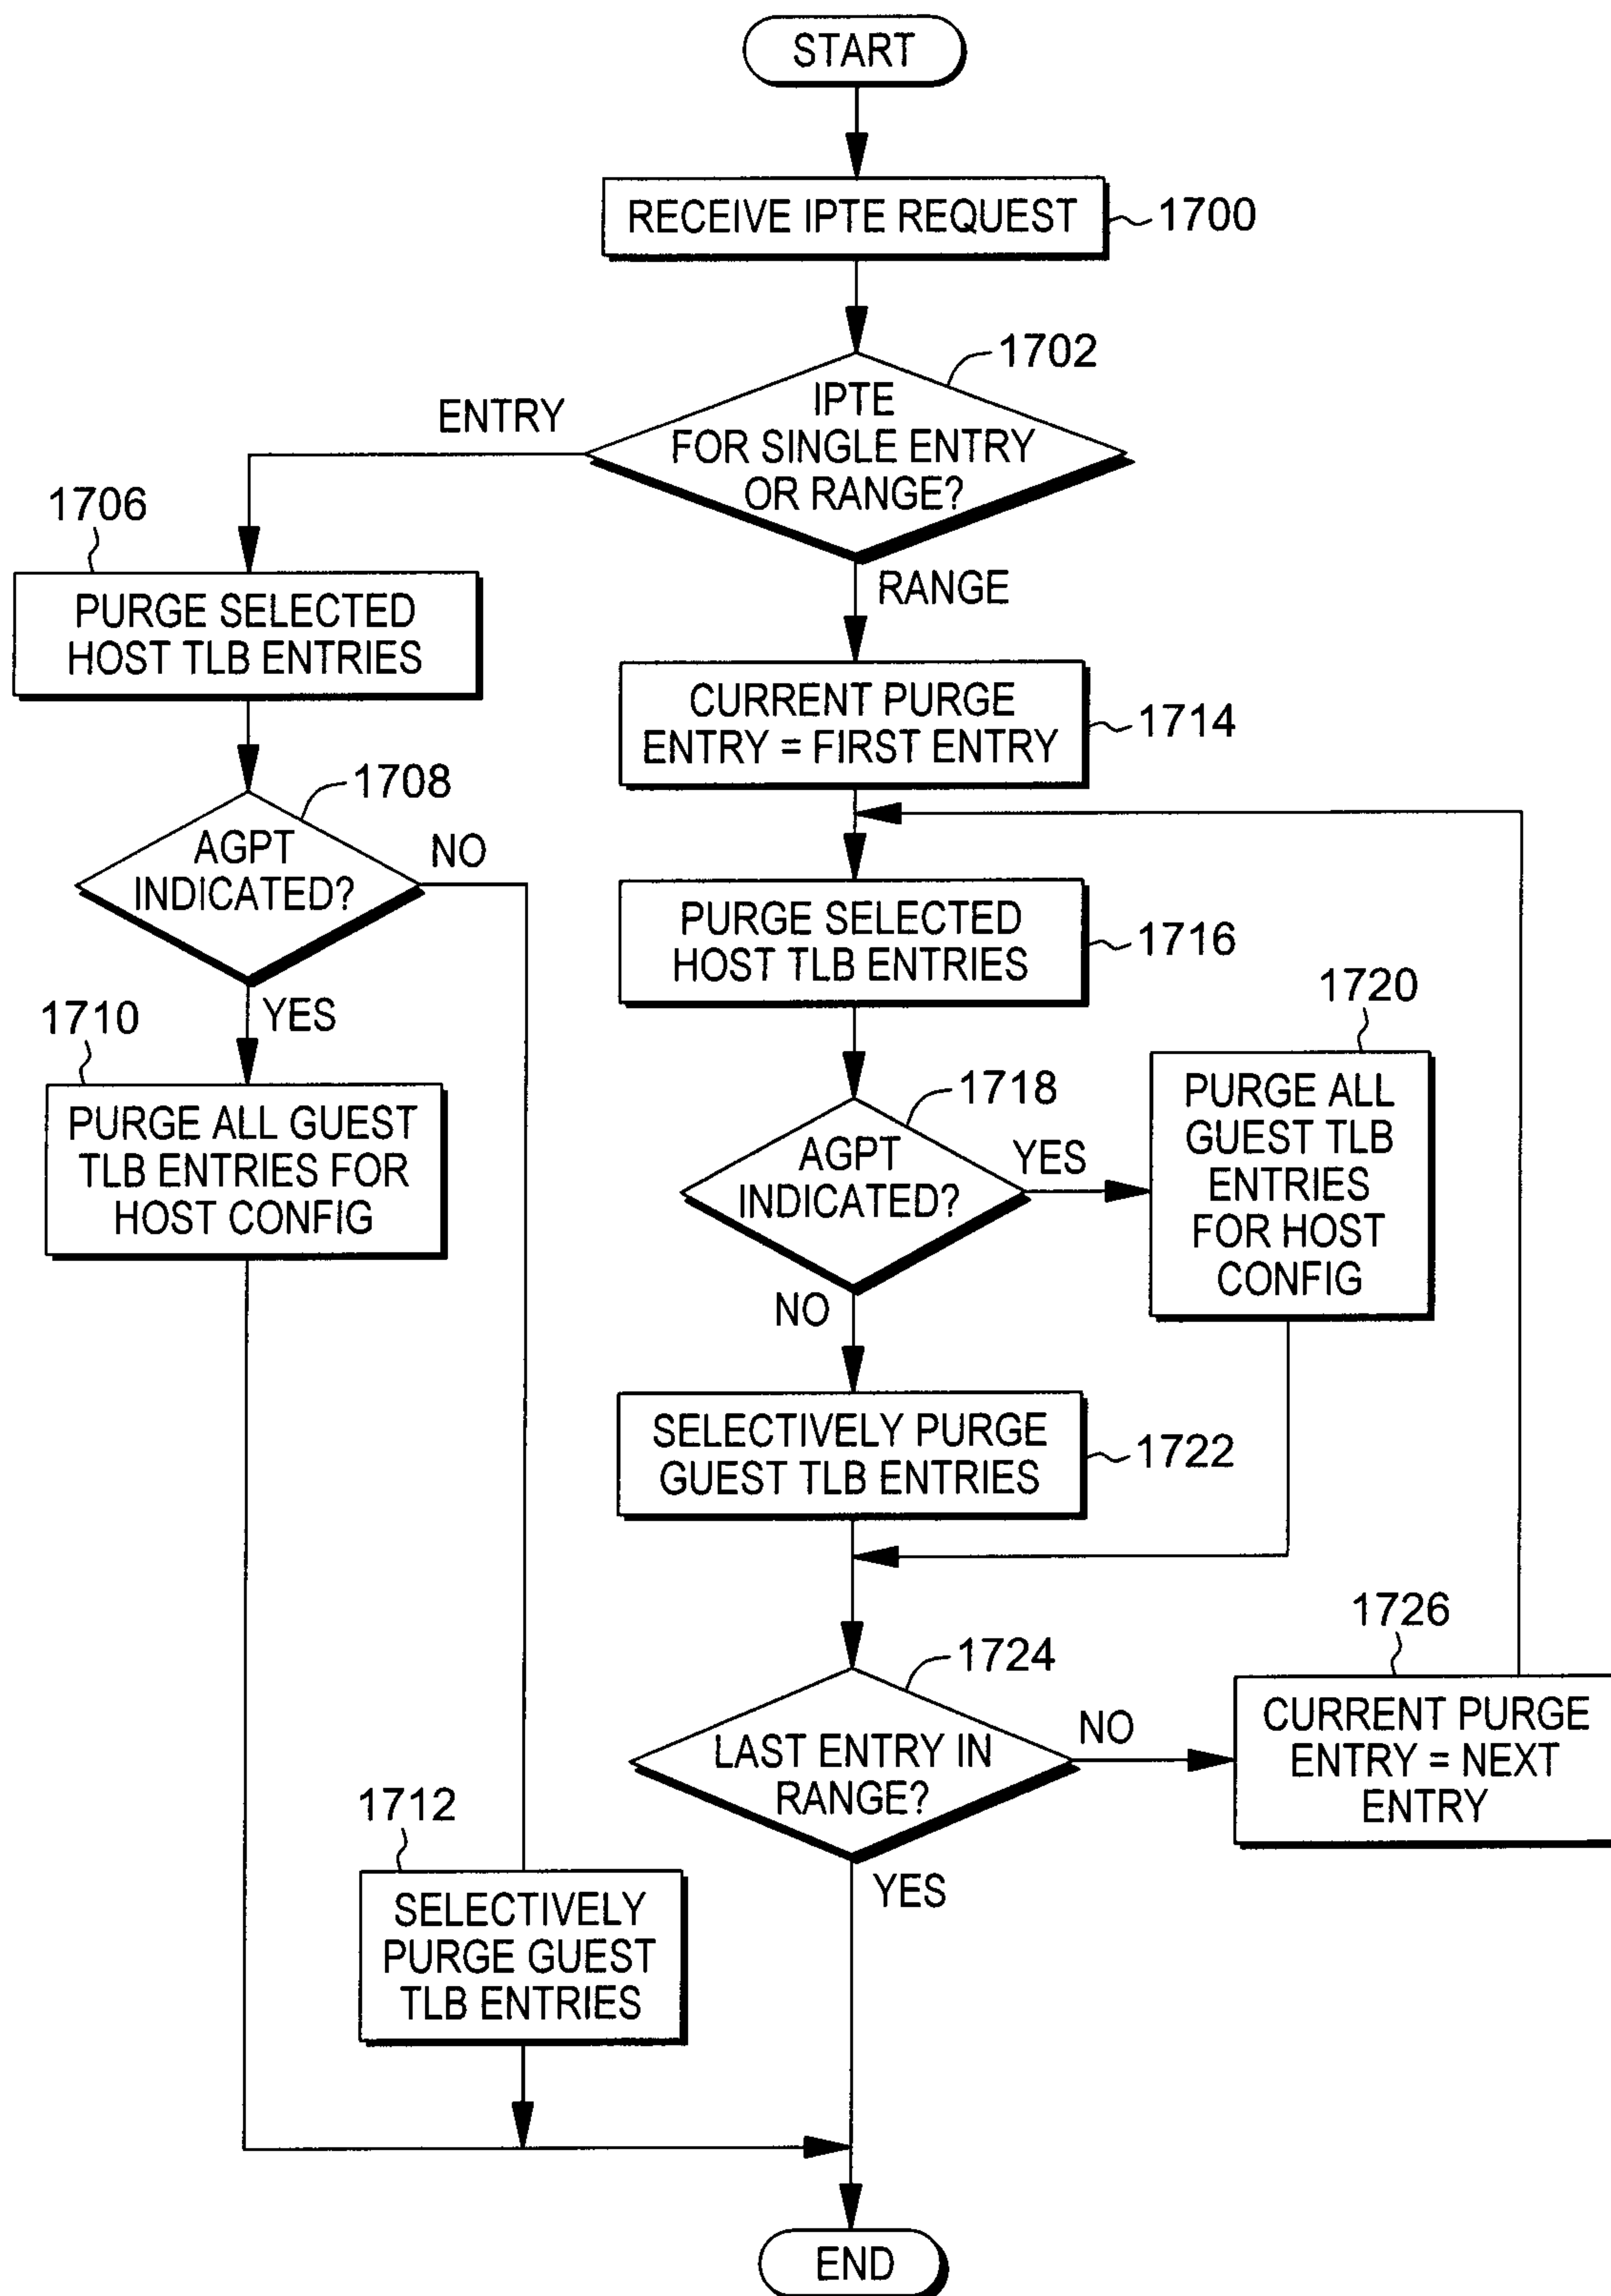 START
RECEIVE IPTE REQUEST
1700
1702
IPTE
FOR SINGLE ENTRY
OR RANGE?
ENTRY
RANGE
1706
PURGE SELECTED
HOST TLB ENTRIES
1708
AGPT
INDICATED?
NO
YES
1710
PURGE ALL GUEST
TLB ENTRIES FOR
HOST CONFIG
1712
SELECTIVELY
PURGE GUEST
TLB ENTRIES
CURRENT PURGE
ENTRY = FIRST ENTRY
1714
PURGE SELECTED
HOST TLB ENTRIES
1716
1718
AGPT
INDICATED?
YES
NO
1720
PURGE ALL
GUEST TLB
ENTRIES
FOR HOST
CONFIG
SELECTIVELY PURGE
GUEST TLB ENTRIES
1722
1724
LAST ENTRY IN
RANGE?
NO
YES
1726
CURRENT PURGE
ENTRY = NEXT
ENTRY
END